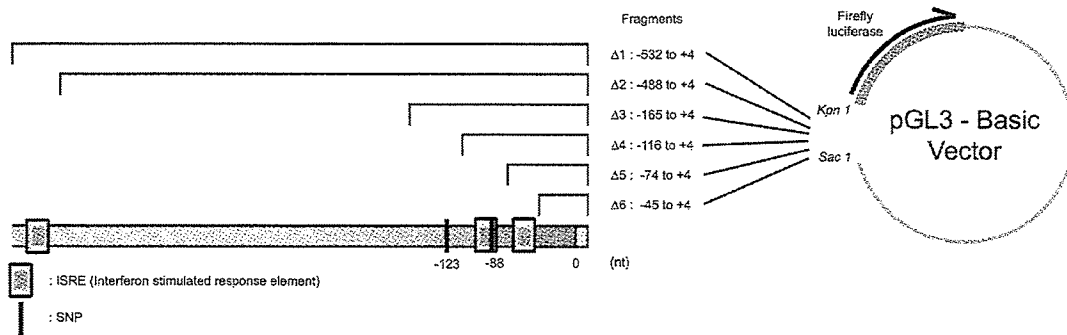 Fragments
Δ1 : -532 to +4
Δ2 : -488 to +4
Δ3 : -165 to +4
Δ4 : -116 to +4
Δ5 : -74 to +4
Δ6 : -45 to +4
Firefly
luciferase
Kpn 1
Sac 1
pGL3 - Basic
Vector
-123
-88
0
(nt)
: ISRE (Interferon stimulated response element)
: SNP